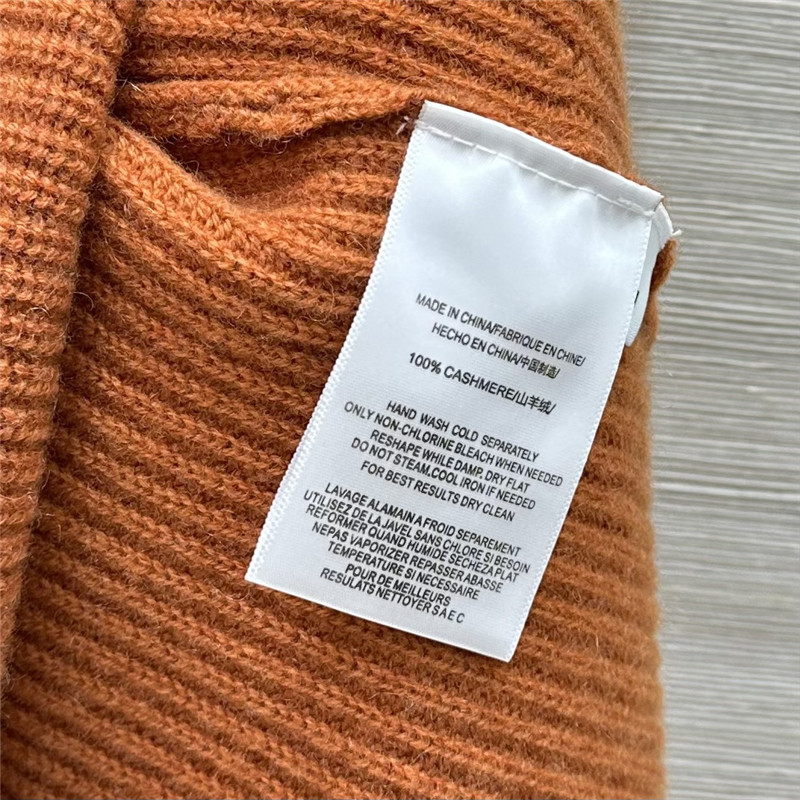 MADE IN CHINA/FABRIQUE EN CHINE/
HECHO EN CHINA/中国制造/
100% CASHMERE/山羊绒/
HAND WASH COLD SEPARATELY
ONLY NON-CHLORINE BLEACH WHEN NEEDED
RESHAPE WHILE DAMP. DRY FLAT
DO NOT STEAM.COOL IRON IF NEEDED
FOR BEST RESULTS DRY CLEAN
LAVAGE ALAMAIN A FROID SEPAREMENT
UTILISEZ DE LA JAVEL SANS CHLORE SI BESOIN
REFORMER QUAND HUMIDE SECHEZA PLAT
NEPAS VAPORIZER REPASSER ABASSE
TEMPERATURE SI NECESSAIRE
POUR DE MEILLEURS
RESULATS NETTOYER S A E C